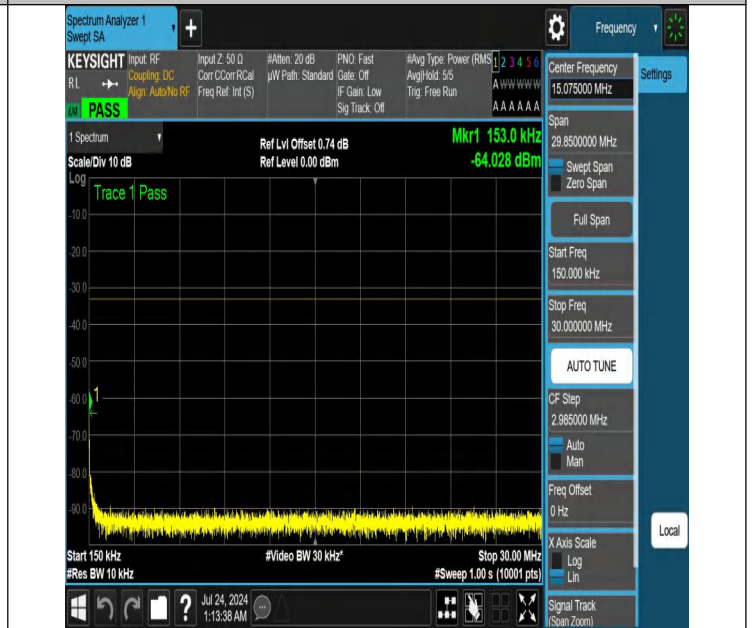 Spectrum Analyzer 1
Swept SA
+
Frequency
KEYSIGHT
RL
PASS
Input: RF
Coupling: DC
Align: Auto/No RF
Input Z: 50 Ω
Corr CCorr RCal
Freq Ref: Int (S)
#Atten: 20 dB
µW Path: Standard
PNO: Fast
Gate: Off
IF Gain: Low
Sig Track: Off
#Avg Type: Power (RMS
Avg|Hold: 5/5
Trig: Free Run
1 2 3 4 5 6
A W W W W W
A A A A A A
1 Spectrum
Scale/Div 10 dB
Ref Lvl Offset 0.74 dB
Ref Level 0.00 dBm
Mkr1 153.0 kHz
-64.028 dBm
Log
Trace 1 Pass
-10.0
-20.0
-30.0
-40.0
-50.0
-60.0
-70.0
-80.0
-90.0
1
Start 150 kHz
#Res BW 10 kHz
#Video BW 30 kHz*
Stop 30.00 MHz
#Sweep 1.00 s (10001 pts)
Jul 24, 2024
1:13:38 AM
?
Center Frequency
15.075000 MHz
Settings
Span
29.8500000 MHz
Swept Span
Zero Span
Full Span
Start Freq
150.000 kHz
Stop Freq
30.000000 MHz
AUTO TUNE
CF Step
2.985000 MHz
Auto
Man
Freq Offset
0 Hz
X Axis Scale
Log
Lin
Local
Signal Track
(Span Zoom)